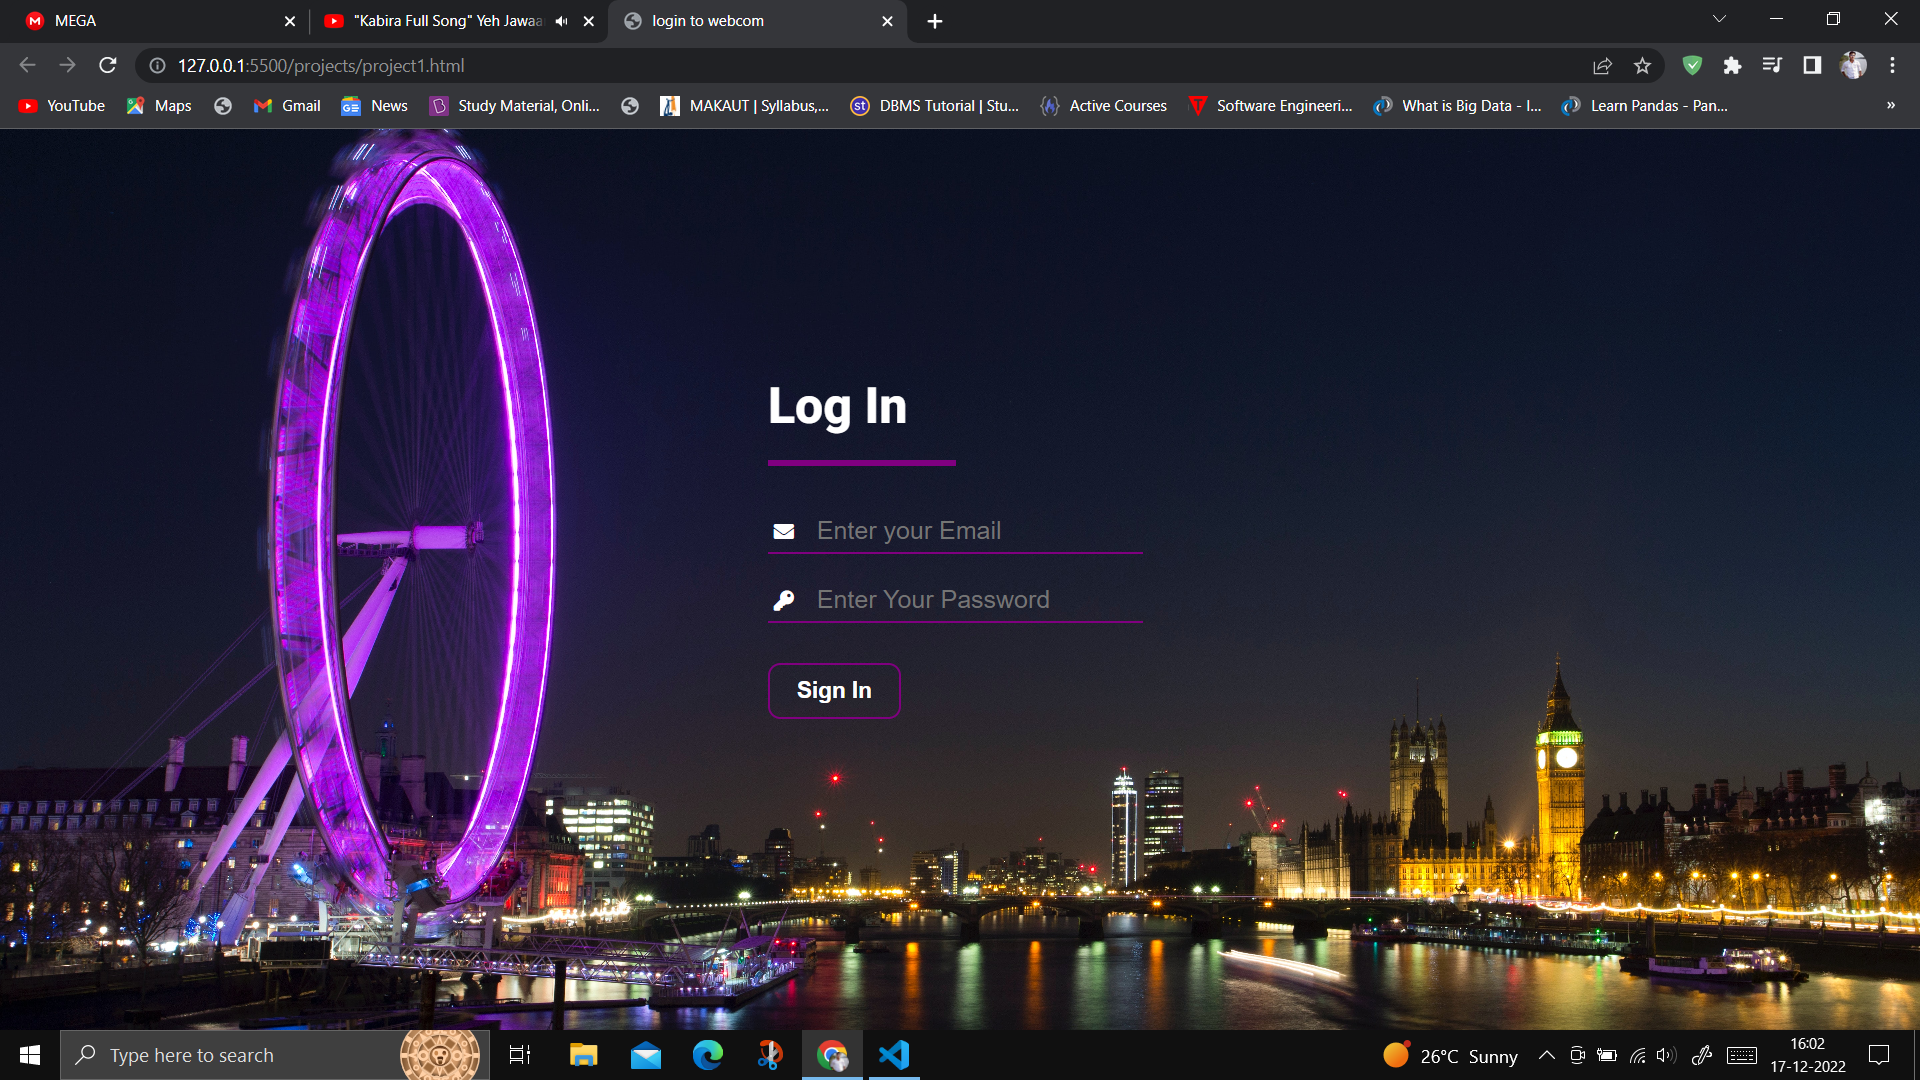 MEGA
"Kabira Full Song" Yeh Jawaa
login to webcom
127.0.0.1:5500/projects/project1.html
YouTube
Maps
Gmail
News
Study Material, Onli...
MAKAUT | Syllabus,...
DBMS Tutorial | Stu...
Active Courses
Software Engineeri...
What is Big Data - I...
Learn Pandas - Pan...
»
Log In
Enter your Email
Enter Your Password
Sign In
Type here to search
26°C Sunny
16:02
17-12-2022